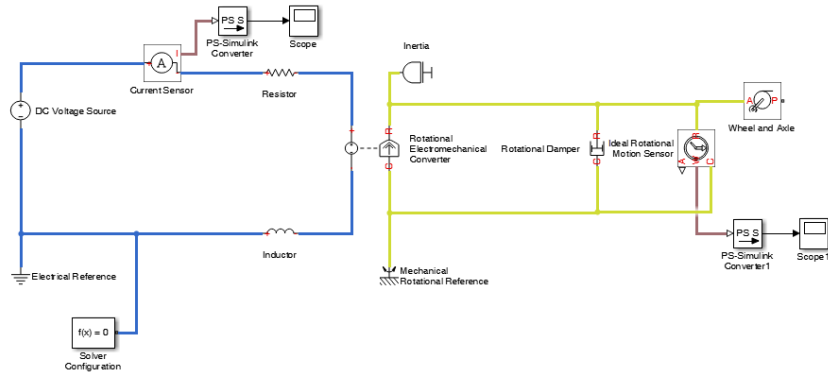 PS S
PS-Simulink
Converter
Scope
I
A
+
-
Current Sensor
+
Resistor
Inertia
DC Voltage Source
+
R
C
Rotational
Electromechanical
Converter
Rotational Damper
R
C
Ideal Rotational
Motion Sensor
R
A
W
C
A
P
Wheel and Axle
+
Inductor
Electrical Reference
Mechanical
Rotational Reference
PS S
PS-Simulink
Converter1
Scope1
f(x) = 0
Solver
Configuration